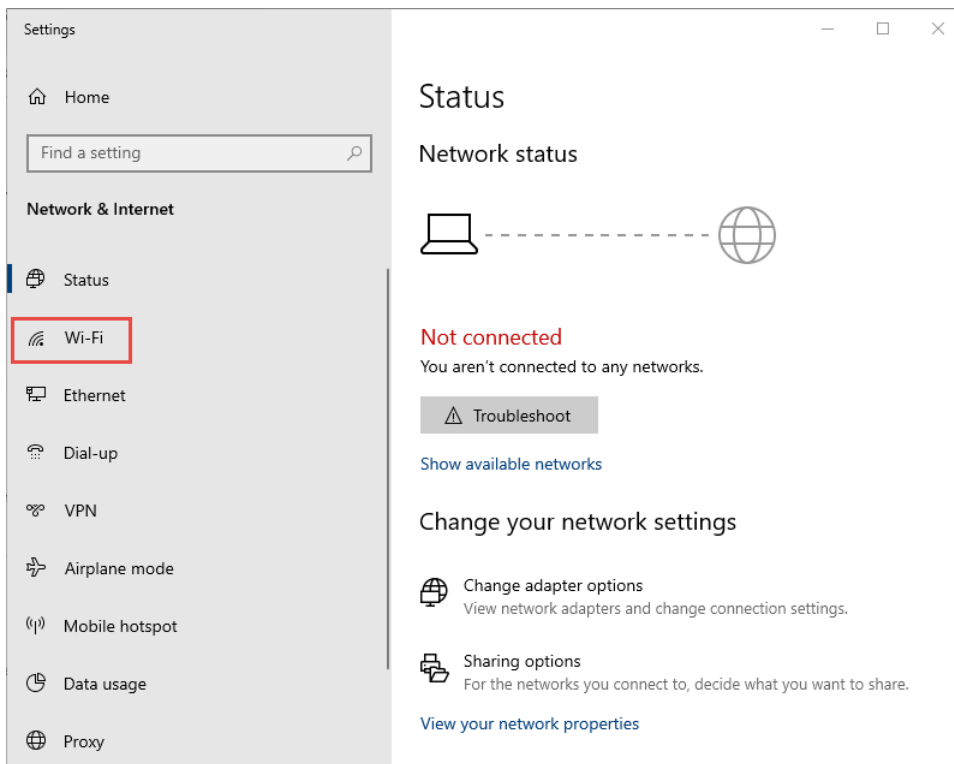 Settings
Home
Find a setting
Network & Internet
Status
Wi-Fi
Ethernet
Dial-up
VPN
Airplane mode
Mobile hotspot
Data usage
Proxy
Status
Network status
Not connected
You aren't connected to any networks.
Troubleshoot
Show available networks
Change your network settings
Change adapter options
View network adapters and change connection settings.
Sharing options
For the networks you connect to, decide what you want to share.
View your network properties